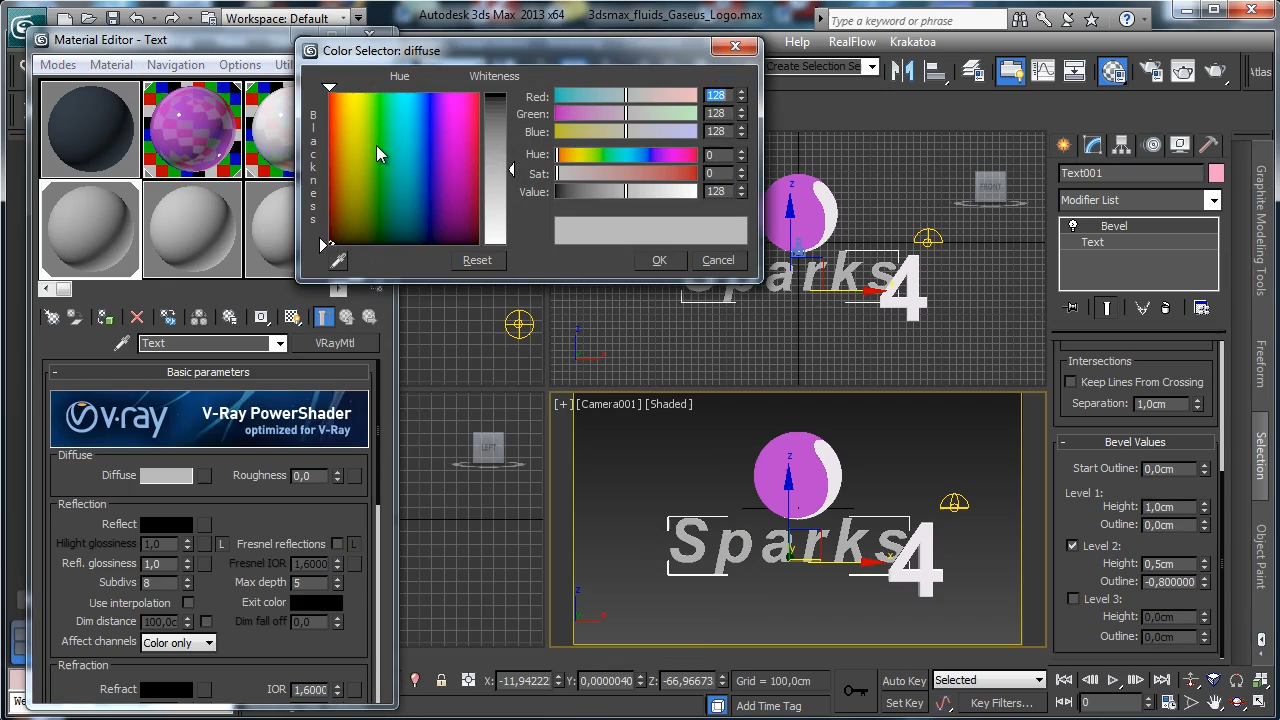 Workspace: Default
Autodesk 3ds Max 2013 x64
3dsmax_fluids_Gaseus_Logo.max
Type a keyword or phrase
Material Editor - Text
Color Selector: diffuse
Help
RealFlow
Krakatoa
Modes
Material
Navigation
Options
Create Selection Se
Atlas
Hue
Whiteness
Blackness
Red:
128
Green:
128
Blue:
128
Hue:
0
Sat:
0
Value:
128
Reset
OK
Cancel
z
FRONT
Sparks
4
z
x
Text001
Modifier List
Bevel
Text
Graphite Modeling Tools
Freeform
Selection
Object Paint
Text
VRayMtl
- Basic parameters
v·ray
V-Ray PowerShader
optimized for V-Ray
Diffuse
Diffuse
Roughness
0,0
Reflection
Reflect
Hilight glossiness
1,0
L
Fresnel reflections
L
Refl. glossiness
1,0
Fresnel IOR
1,6000
Subdivs
8
Max depth
5
Use interpolation
Exit color
Dim distance
100,0c
Dim fall off
0,0
Affect channels
Color only
Refraction
Refract
IOR
1,6000
LEFT
[+] [Camera001] [Shaded]
z
y
x
Sparks
4
z
x
Intersections
Keep Lines From Crossing
Separation:
1,0cm
- Bevel Values
Start Outline:
0,0cm
Level 1:
Height:
1,0cm
Outline:
0,0cm
Level 2:
Height:
0,5cm
Outline:
-0,800000
Level 3:
Height:
0,0cm
Outline:
0,0cm
X:
-11,94222
Y:
0,0000040
Z:
-66,96673
Grid = 100,0cm
Auto Key
Selected
Add Time Tag
Set Key
Key Filters...
0